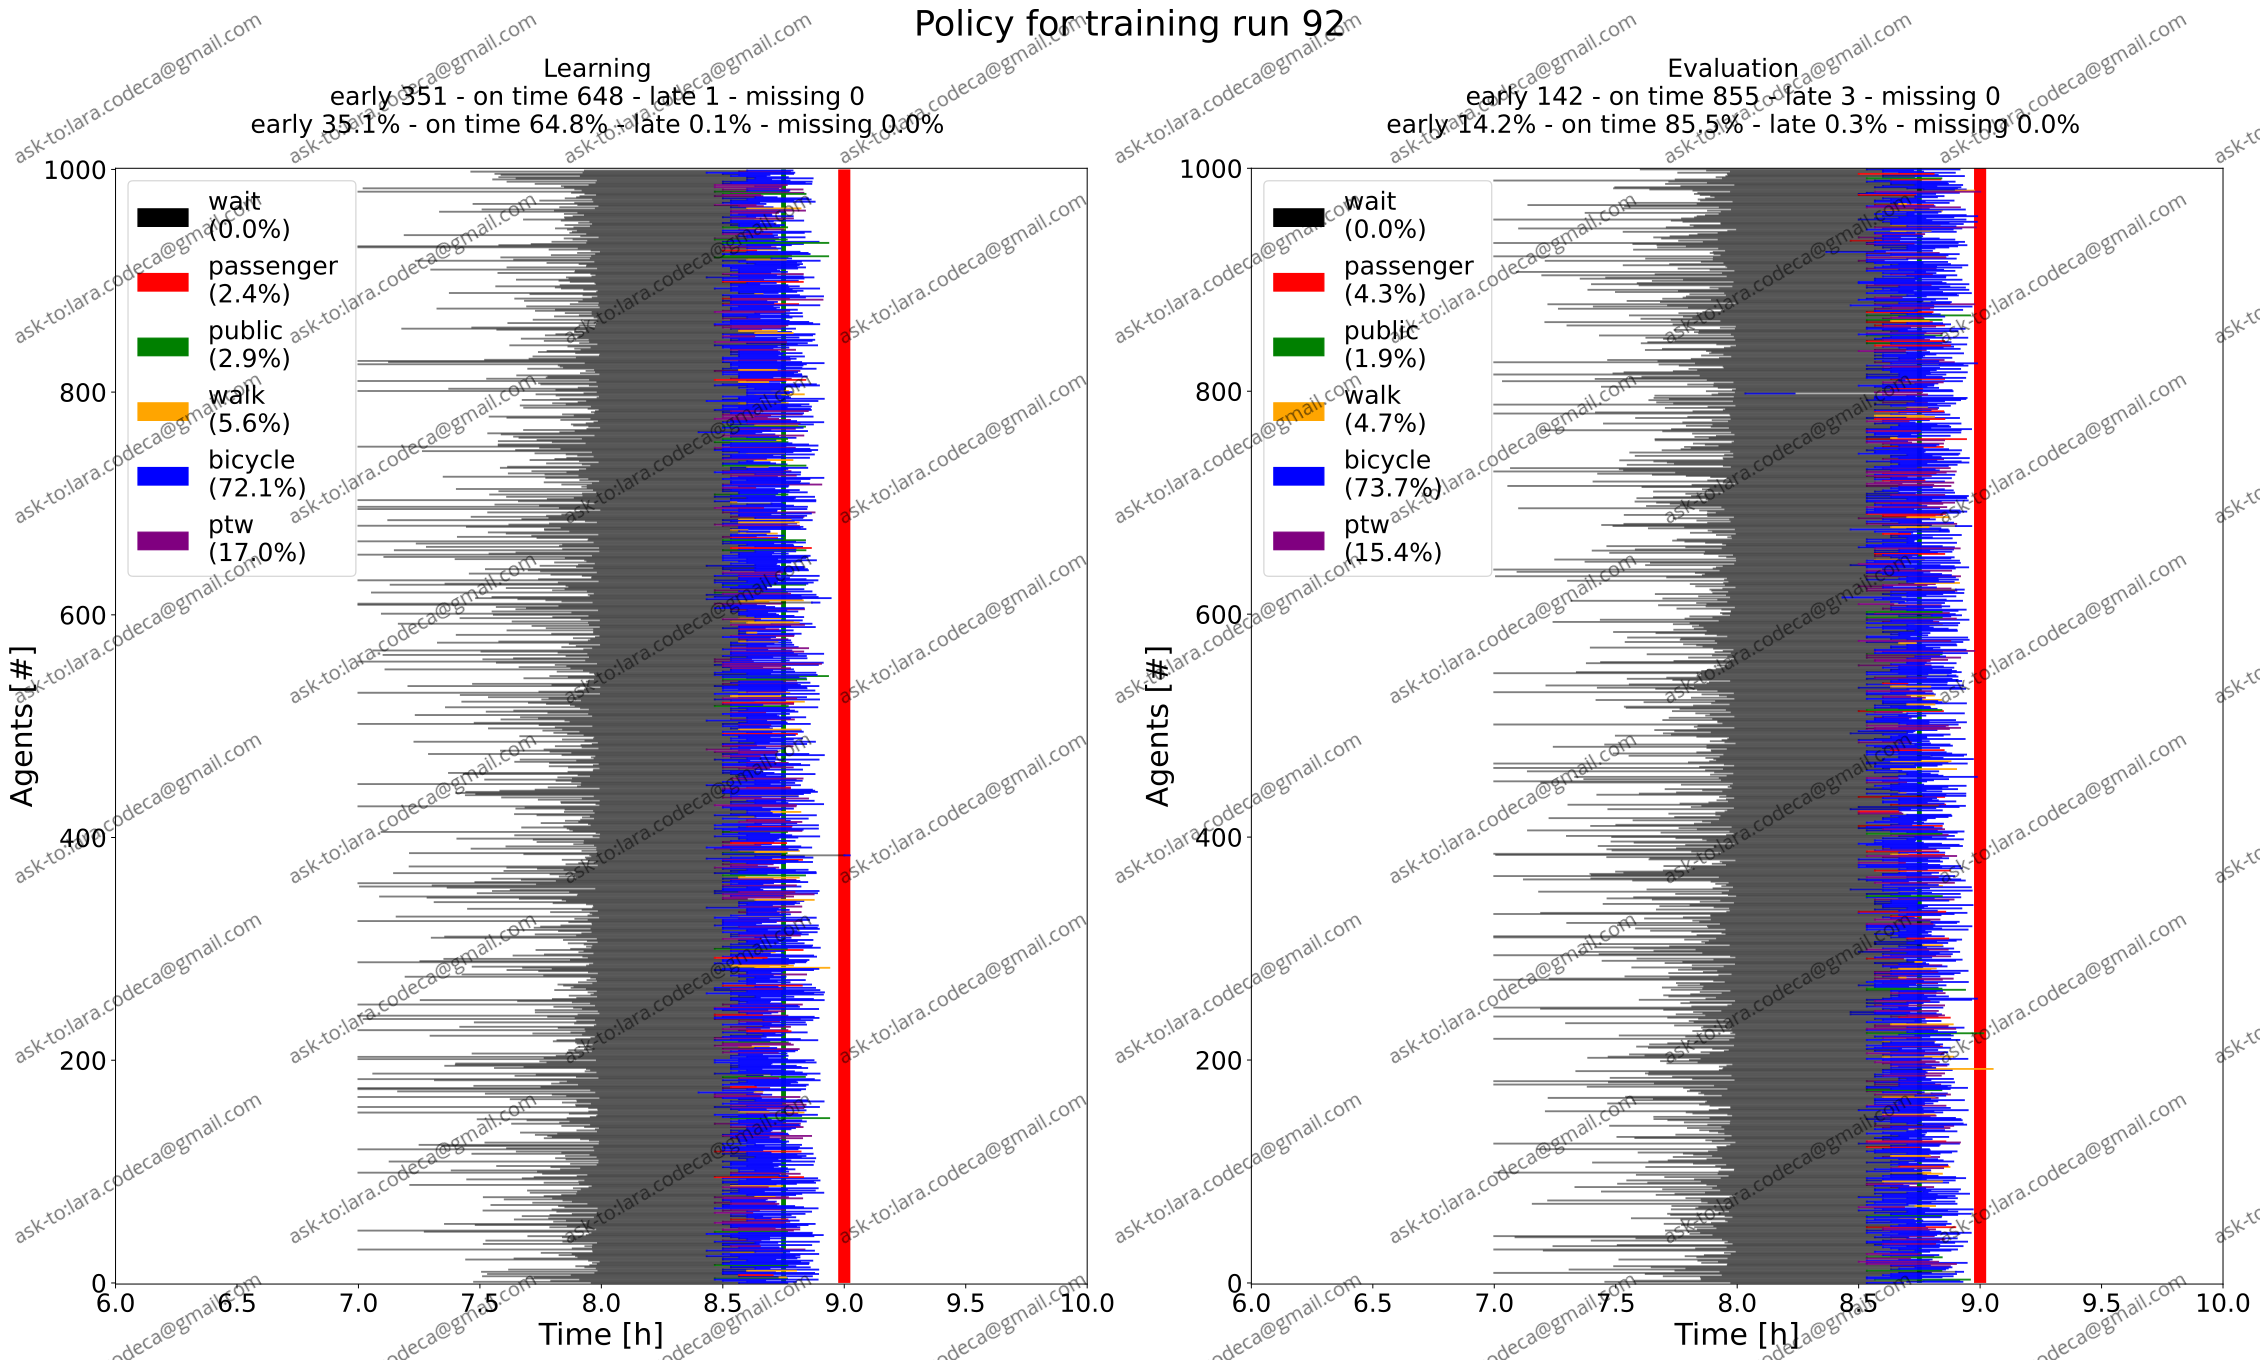 Policy for training run 92
Learning
early 351 - on time 648 - late 1 - missing 0
early 35.1% - on time 64.8% - late 0.1% - missing 0.0%
1000
800
600
400
200
0
Agents [#]
wait
(0.0%)
passenger
(2.4%)
public
(2.9%)
walk
(5.6%)
bicycle
(72.1%)
ptw
(17.0%)
6.0 6.5 7.0 7.5 8.0 8.5 9.0 9.5 10.0
Time [h]
Evaluation
early 142 - on time 855 - late 3 - missing 0
early 14.2% - on time 85.5% - late 0.3% - missing 0.0%
1000
800
600
400
200
0
Agents [#]
wait
(0.0%)
passenger
(4.3%)
public
(1.9%)
walk
(4.7%)
bicycle
(73.7%)
ptw
(15.4%)
6.0 6.5 7.0 7.5 8.0 8.5 9.0 9.5 10.0
Time [h]
ask-to:lara.codeca@gmail.com